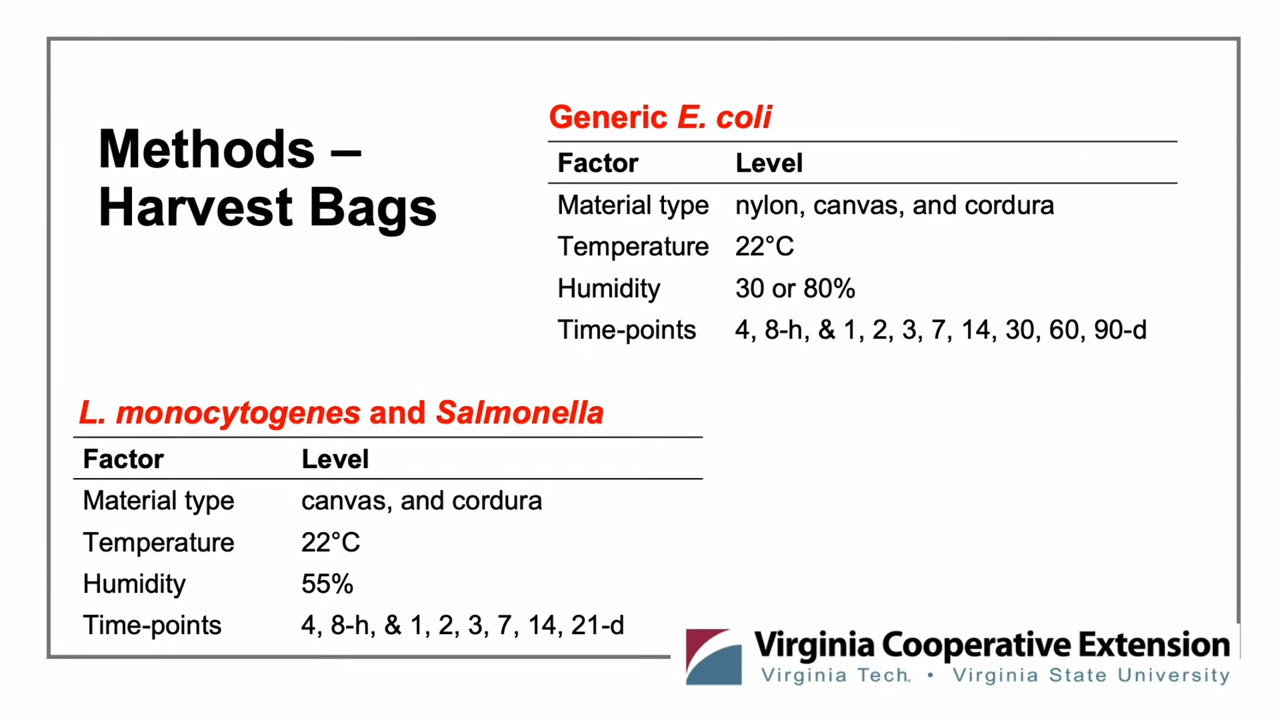 Methods –
Harvest Bags
Generic E. coli
Factor Level
Material type nylon, canvas, and cordura
Temperature 22°C
Humidity 30 or 80%
Time-points 4, 8-h, & 1, 2, 3, 7, 14, 30, 60, 90-d
L. monocytogenes and Salmonella
Factor Level
Material type canvas, and cordura
Temperature 22°C
Humidity 55%
Time-points 4, 8-h, & 1, 2, 3, 7, 14, 21-d
Virginia Cooperative Extension
Virginia Tech. • Virginia State University